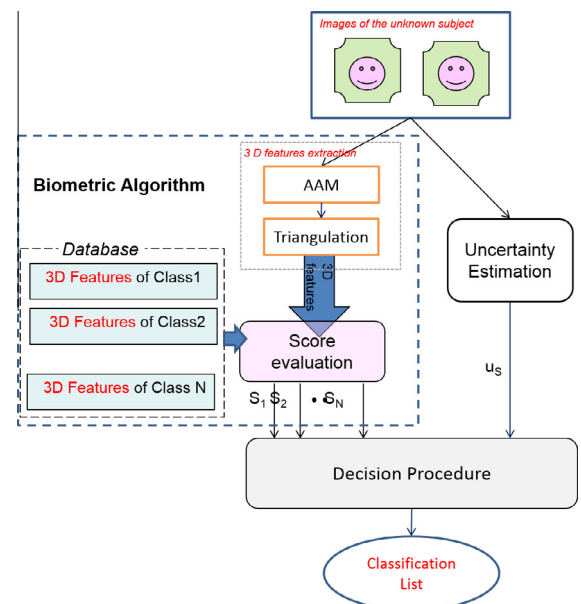 Images of the unknown subject
3 D features extraction
AAM
Biometric Algorithm
Triangulation
Uncertainty
Estimation
Database
3D Features of Class1
3D
features
3D Features of Class2
Score
evaluation
3D Features of Class N
S1 S2 • • SN
uS
Decision Procedure
Classification
List